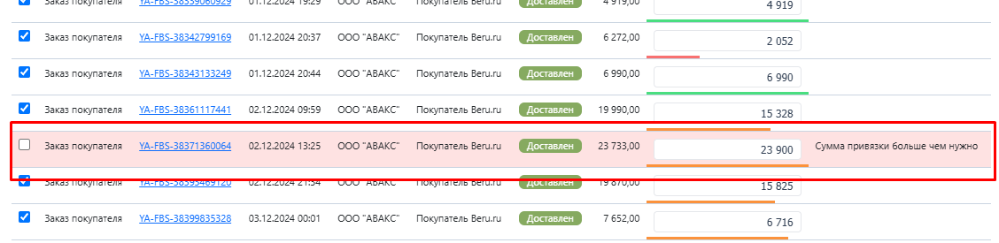 Заказ покупателя YA-FBS-38339060929 01.12.2024 19:29 ООО "АВАКС" Покупатель Beru.ru Доставлен 4 919,00 4 919
Заказ покупателя YA-FBS-38342799169 01.12.2024 20:37 ООО "АВАКС" Покупатель Beru.ru Доставлен 6 272,00 2 052
Заказ покупателя YA-FBS-38343133249 01.12.2024 20:44 ООО "АВАКС" Покупатель Beru.ru Доставлен 6 990,00 6 990
Заказ покупателя YA-FBS-38361117441 02.12.2024 09:59 ООО "АВАКС" Покупатель Beru.ru Доставлен 19 990,00 15 328
Заказ покупателя YA-FBS-38371360064 02.12.2024 13:25 ООО "АВАКС" Покупатель Beru.ru Доставлен 23 733,00 23 900 Сумма привязки больше чем нужно
Заказ покупателя YA-FBS-38393469120 02.12.2024 21:54 ООО "АВАКС" Покупатель Beru.ru Доставлен 19 870,00 15 825
Заказ покупателя YA-FBS-38399835328 03.12.2024 00:01 ООО "АВАКС" Покупатель Beru.ru Доставлен 7 652,00 6 716